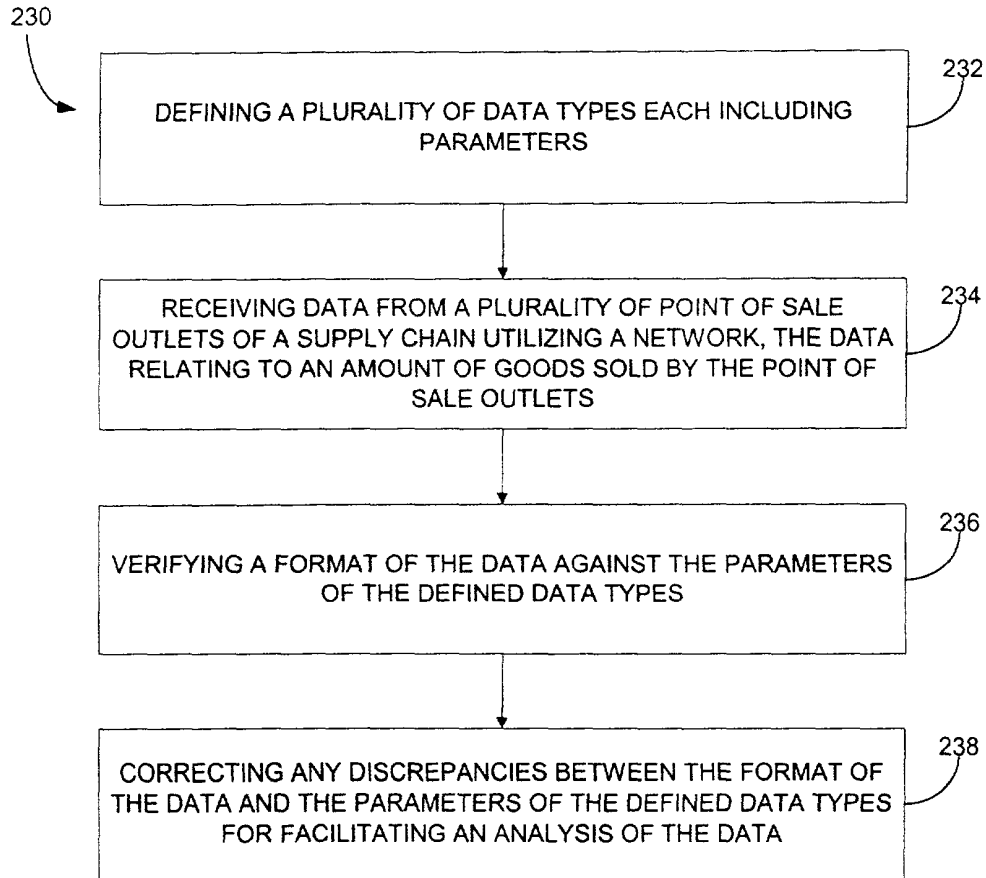 230
232
DEFINING A PLURALITY OF DATA TYPES EACH INCLUDING
PARAMETERS
234
RECEIVING DATA FROM A PLURALITY OF POINT OF SALE
OUTLETS OF A SUPPLY CHAIN UTILIZING A NETWORK, THE DATA
RELATING TO AN AMOUNT OF GOODS SOLD BY THE POINT OF
SALE OUTLETS
236
VERIFYING A FORMAT OF THE DATA AGAINST THE PARAMETERS
OF THE DEFINED DATA TYPES
238
CORRECTING ANY DISCREPANCIES BETWEEN THE FORMAT OF
THE DATA AND THE PARAMETERS OF THE DEFINED DATA TYPES
FOR FACILITATING AN ANALYSIS OF THE DATA